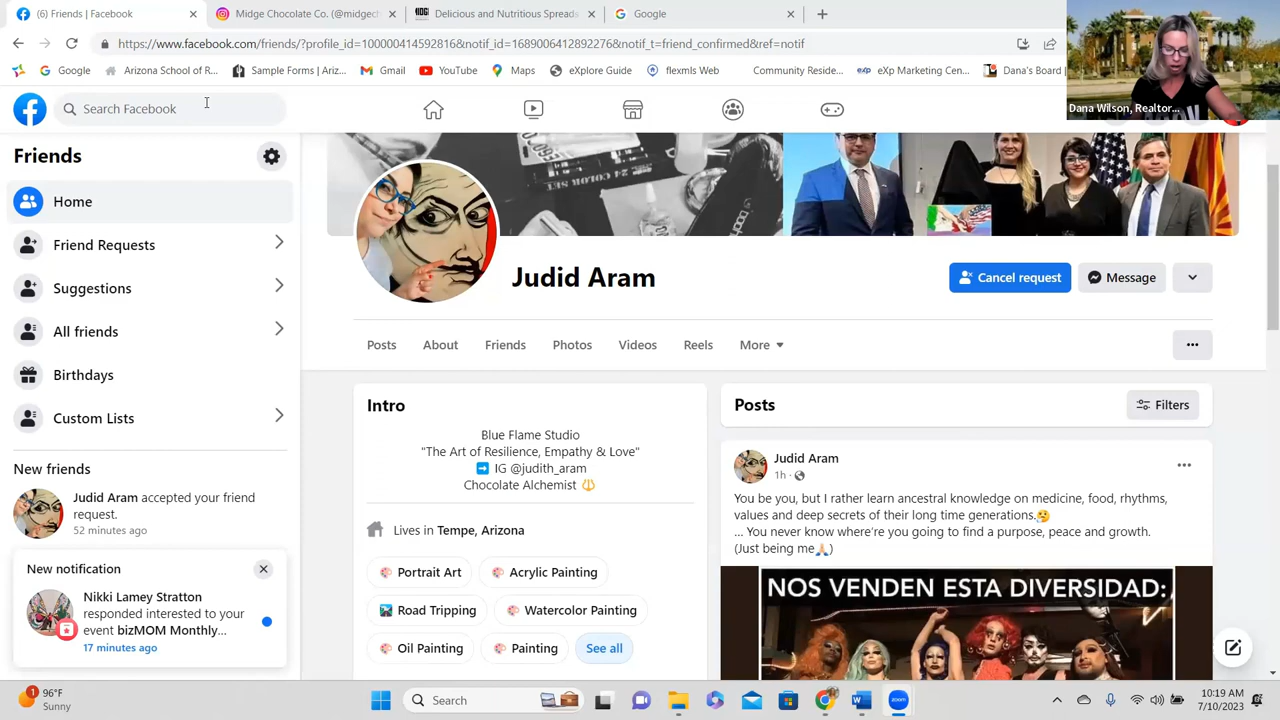 (6) Friends | Facebook
Midge Chocolate Co. (@midgech
Delicious and Nutritious Spreads
Google
https://www.facebook.com/friends/?profile_id=1000004145028168&notif_id=1689006412892276&notif_t=friend_confirmed&ref=notif
Google
Arizona School of R...
Sample Forms | Ariz...
Gmail
YouTube
Maps
eXplore Guide
flexmls Web
Community Reside...
eXp Marketing Cen...
Dana's Board |
Dana Wilson, Realtor...
Search Facebook
Friends
Home
Friend Requests
Suggestions
All friends
Birthdays
Custom Lists
New friends
Judid Aram accepted your friend
request.
52 minutes ago
New notification
Nikki Lamey Stratton
responded interested to your
event bizMOM Monthly...
17 minutes ago
24 COLOR SET
Judid Aram
Cancel request
Message
Posts
About
Friends
Photos
Videos
Reels
More
Intro
Blue Flame Studio
"The Art of Resilience, Empathy & Love"
➡️ IG @judith_aram
Chocolate Alchemist 🔱
Lives in Tempe, Arizona
Portrait Art
Acrylic Painting
Road Tripping
Watercolor Painting
Oil Painting
Painting
See all
Posts
Filters
Judid Aram
1h ·
You be you, but I rather learn ancestral knowledge on medicine, food, rhythms,
values and deep secrets of their long time generations.🤔
... You never know where're you going to find a purpose, peace and growth.
(Just being me🙏🏼)
NOS VENDEN ESTA DIVERSIDAD:
1
96°F
Sunny
Search
10:19 AM
7/10/2023